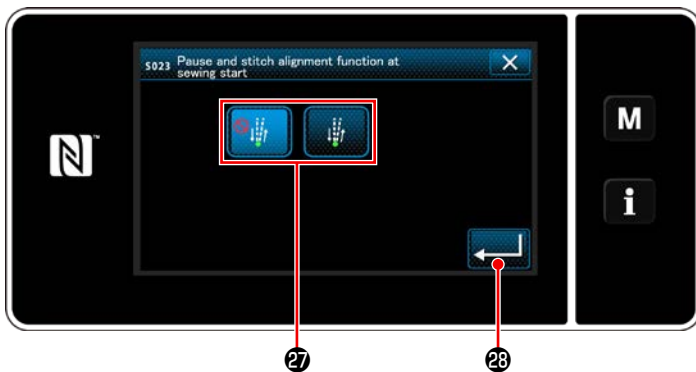 S023 Pause and stitch alignment function at
sewing start
M
i
㉗
㉘